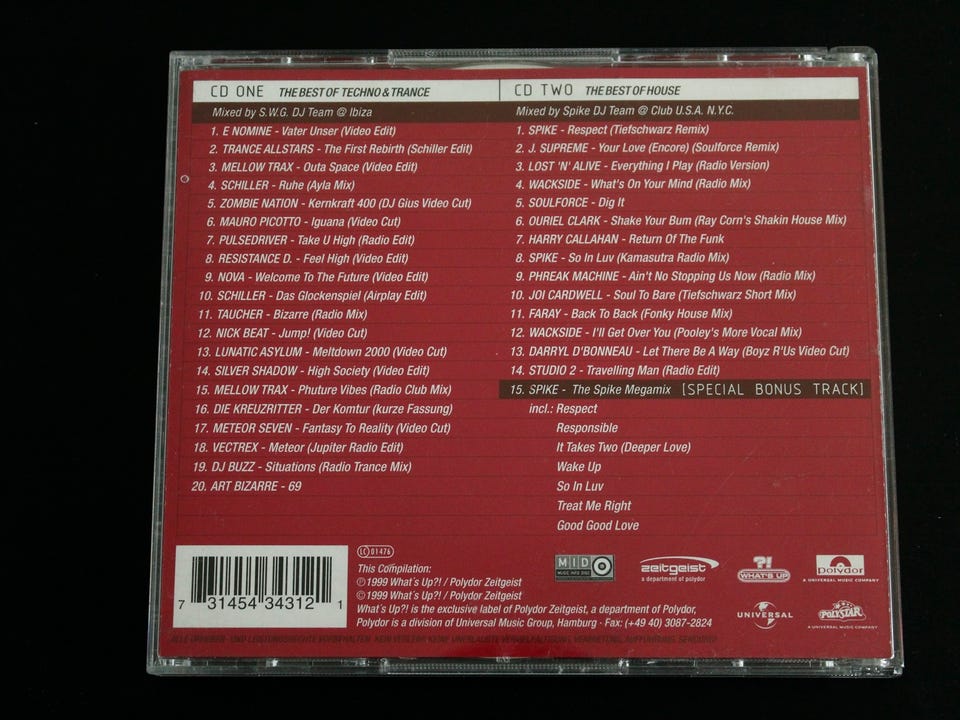 CD ONE THE BEST OF TECHNO & TRANCE
Mixed by S.W.G. DJ Team @ Ibiza
1. E NOMINE - Vater Unser (Video Edit)
2. TRANCE ALLSTARS - The First Rebirth (Schiller Edit)
3. MELLOW TRAX - Outa Space (Video Edit)
4. SCHILLER - Ruhe (Ayla Mix)
5. ZOMBIE NATION - Kernkraft 400 (DJ Gius Video Cut)
6. MAURO PICOTTO - Iguana (Video Cut)
7. PULSEDRIVER - Take U High (Radio Edit)
8. RESISTANCE D. - Feel High (Video Edit)
9. NOVA - Welcome To The Future (Video Edit)
10. SCHILLER - Das Glockenspiel (Airplay Edit)
11. TAUCHER - Bizarre (Radio Mix)
12. NICK BEAT - Jump! (Video Cut)
13. LUNATIC ASYLUM - Meltdown 2000 (Video Cut)
14. SILVER SHADOW - High Society (Video Edit)
15. MELLOW TRAX - Phuture Vibes (Radio Club Mix)
16. DIE KREUZRITTER - Der Komtur (kurze Fassung)
17. METEOR SEVEN - Fantasy To Reality (Video Cut)
18. VECTREX - Meteor (Jupiter Radio Edit)
19. DJ BUZZ - Situations (Radio Trance Mix)
20. ART BIZARRE - 69
CD TWO THE BEST OF HOUSE
Mixed by Spike DJ Team @ Club U.S.A. N.Y.C.
1. SPIKE - Respect (Tiefschwarz Remix)
2. J. SUPREME - Your Love (Encore) (Soulforce Remix)
3. LOST 'N' ALIVE - Everything I Play (Radio Version)
4. WACKSIDE - What's On Your Mind (Radio Mix)
5. SOULFORCE - Dig It
6. OURIEL CLARK - Shake Your Bum (Ray Corn's Shakin House Mix)
7. HARRY CALLAHAN - Return Of The Funk
8. SPIKE - So In Luv (Kamasutra Radio Mix)
9. PHREAK MACHINE - Ain't No Stopping Us Now (Radio Mix)
10. JOI CARDWELL - Soul To Bare (Tiefschwarz Short Mix)
11. FARAY - Back To Back (Fonky House Mix)
12. WACKSIDE - I'll Get Over You (Pooley's More Vocal Mix)
13. DARRYL D'BONNEAU - Let There Be A Way (Boyz R'Us Video Cut)
14. STUDIO 2 - Travelling Man (Radio Edit)
15. SPIKE - The Spike Megamix [SPECIAL BONUS TRACK]
incl.: Respect
Responsible
It Takes Two (Deeper Love)
Wake Up
So In Luv
Treat Me Right
Good Good Love
7 31454 34312 1
LC 01476
This Compilation:
℗ 1999 What's Up?! / Polydor Zeitgeist
© 1999 What's Up?! / Polydor Zeitgeist
What's Up?! is the exclusive label of Polydor Zeitgeist, a department of Polydor,
Polydor is a division of Universal Music Group, Hamburg · Fax: (+49 40) 3087-2824
MID
MUSIC INFO DISC
zeitgeist
a department of polydor
?!
WHAT'S UP
Polydor
A UNIVERSAL MUSIC COMPANY
UNIVERSAL
POLYSTAR
A UNIVERSAL MUSIC COMPANY